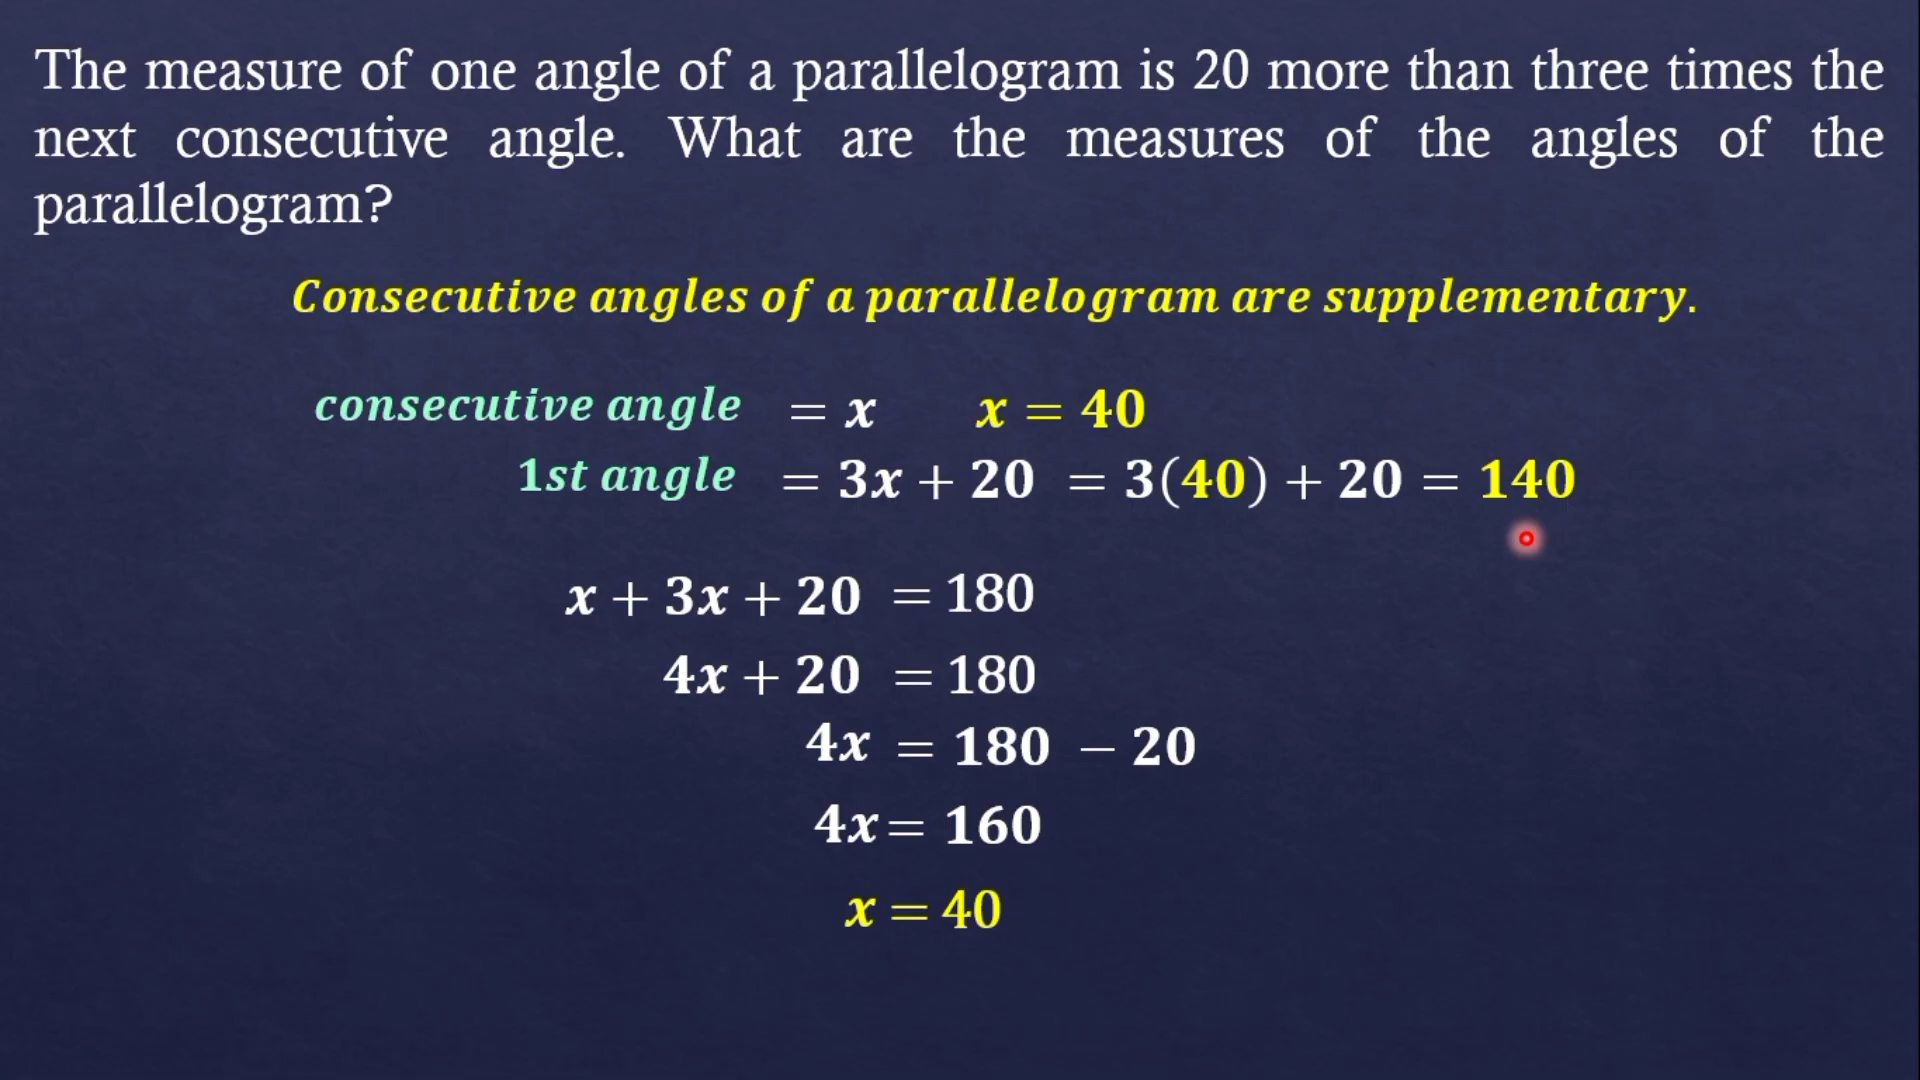 The measure of one angle of a parallelogram is 20 more than three times the
next consecutive angle. What are the measures of the angles of the
parallelogram?
Consecutive angles of a parallelogram are supplementary.
consecutive angle = x x = 40
1st angle = 3x + 20 = 3(40) + 20 = 140
x + 3x + 20 = 180
4x + 20 = 180
4x = 180 − 20
4x = 160
x = 40